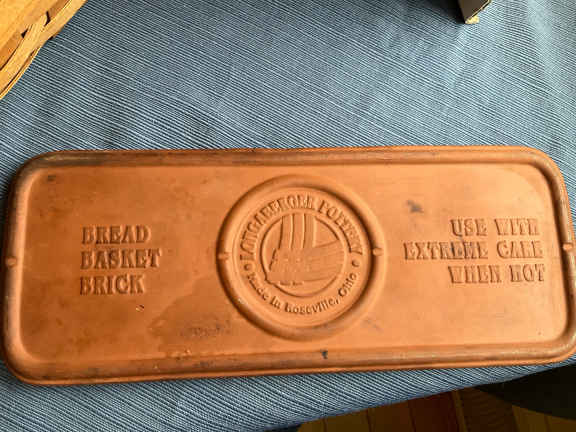 BREAD
BASKET
BRICK
LONGABERGER POTTERY
Made in Roseville, Ohio
USE WITH
EXTREME CARE
WHEN HOT